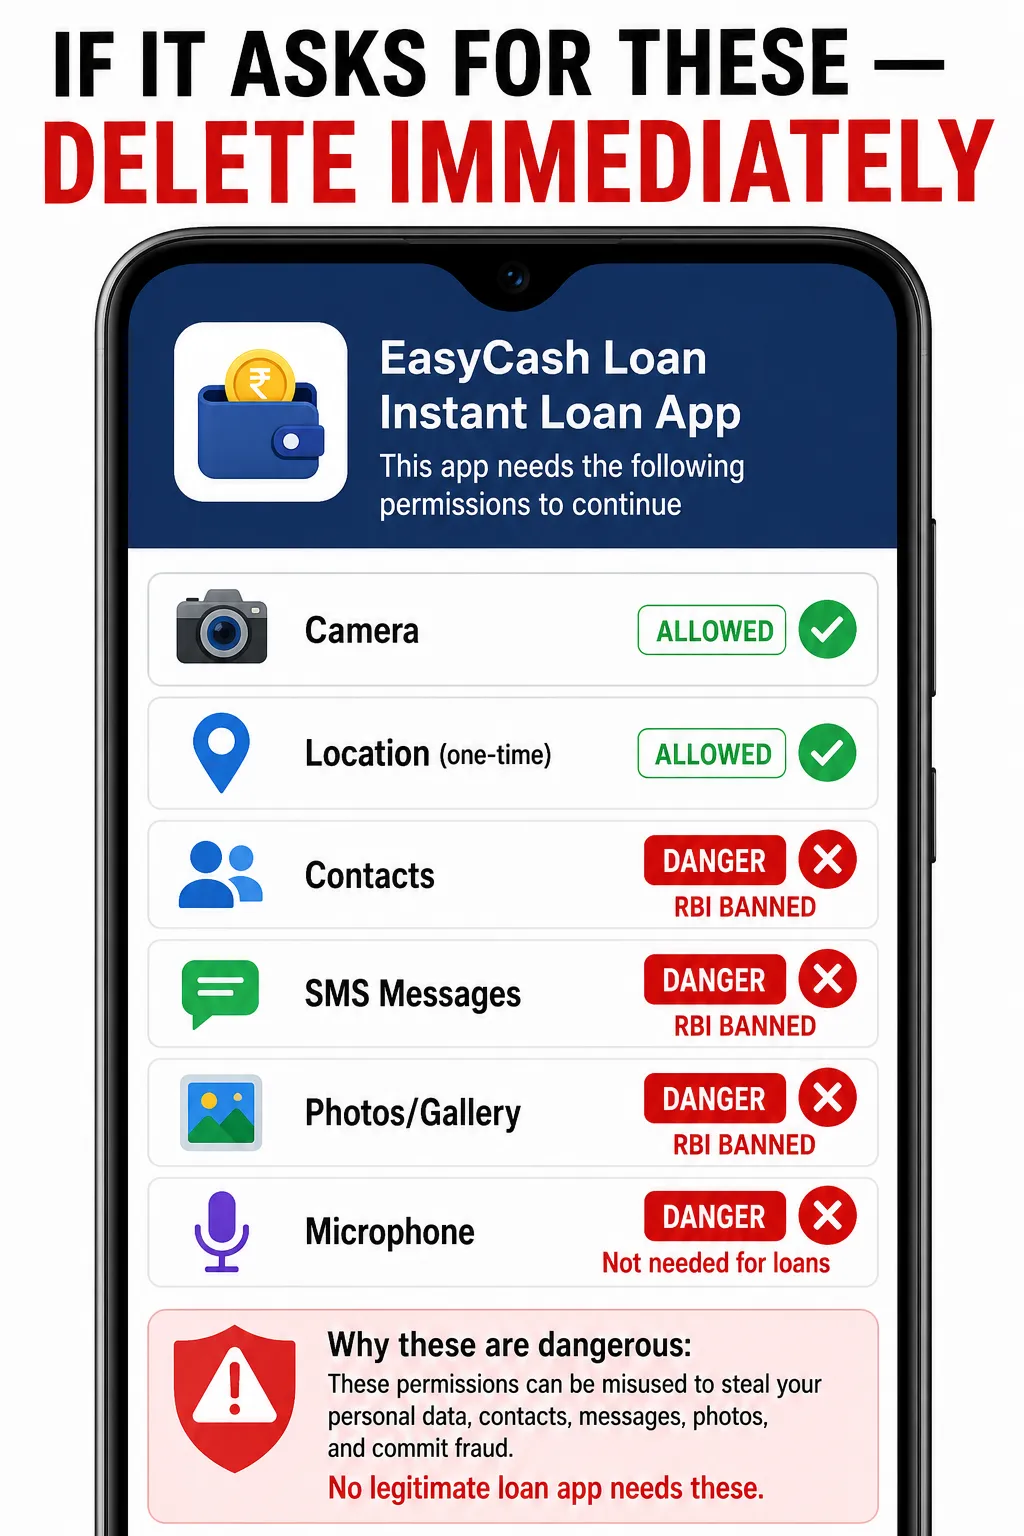 IF IT ASKS FOR THESE —
DELETE IMMEDIATELY
₹
EasyCash Loan
Instant Loan App
This app needs the following
permissions to continue
Camera
ALLOWED
Location (one-time)
ALLOWED
Contacts
DANGER
RBI BANNED
SMS Messages
DANGER
RBI BANNED
Photos/Gallery
DANGER
RBI BANNED
Microphone
DANGER
Not needed for loans
Why these are dangerous:
These permissions can be misused to steal your
personal data, contacts, messages, photos,
and commit fraud.
No legitimate loan app needs these.